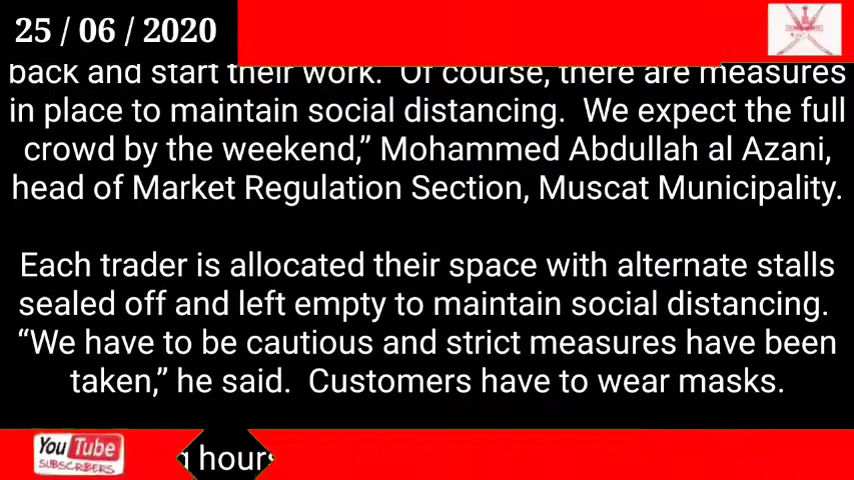 25 / 06 / 2020
back and start their work. Of course, there are measures
in place to maintain social distancing. We expect the full
crowd by the weekend,” Mohammed Abdullah al Azani,
head of Market Regulation Section, Muscat Municipality.
Each trader is allocated their space with alternate stalls
sealed off and left empty to maintain social distancing.
“We have to be cautious and strict measures have been
taken,” he said. Customers have to wear masks.
You Tube
SUBSCRIBERS
hours